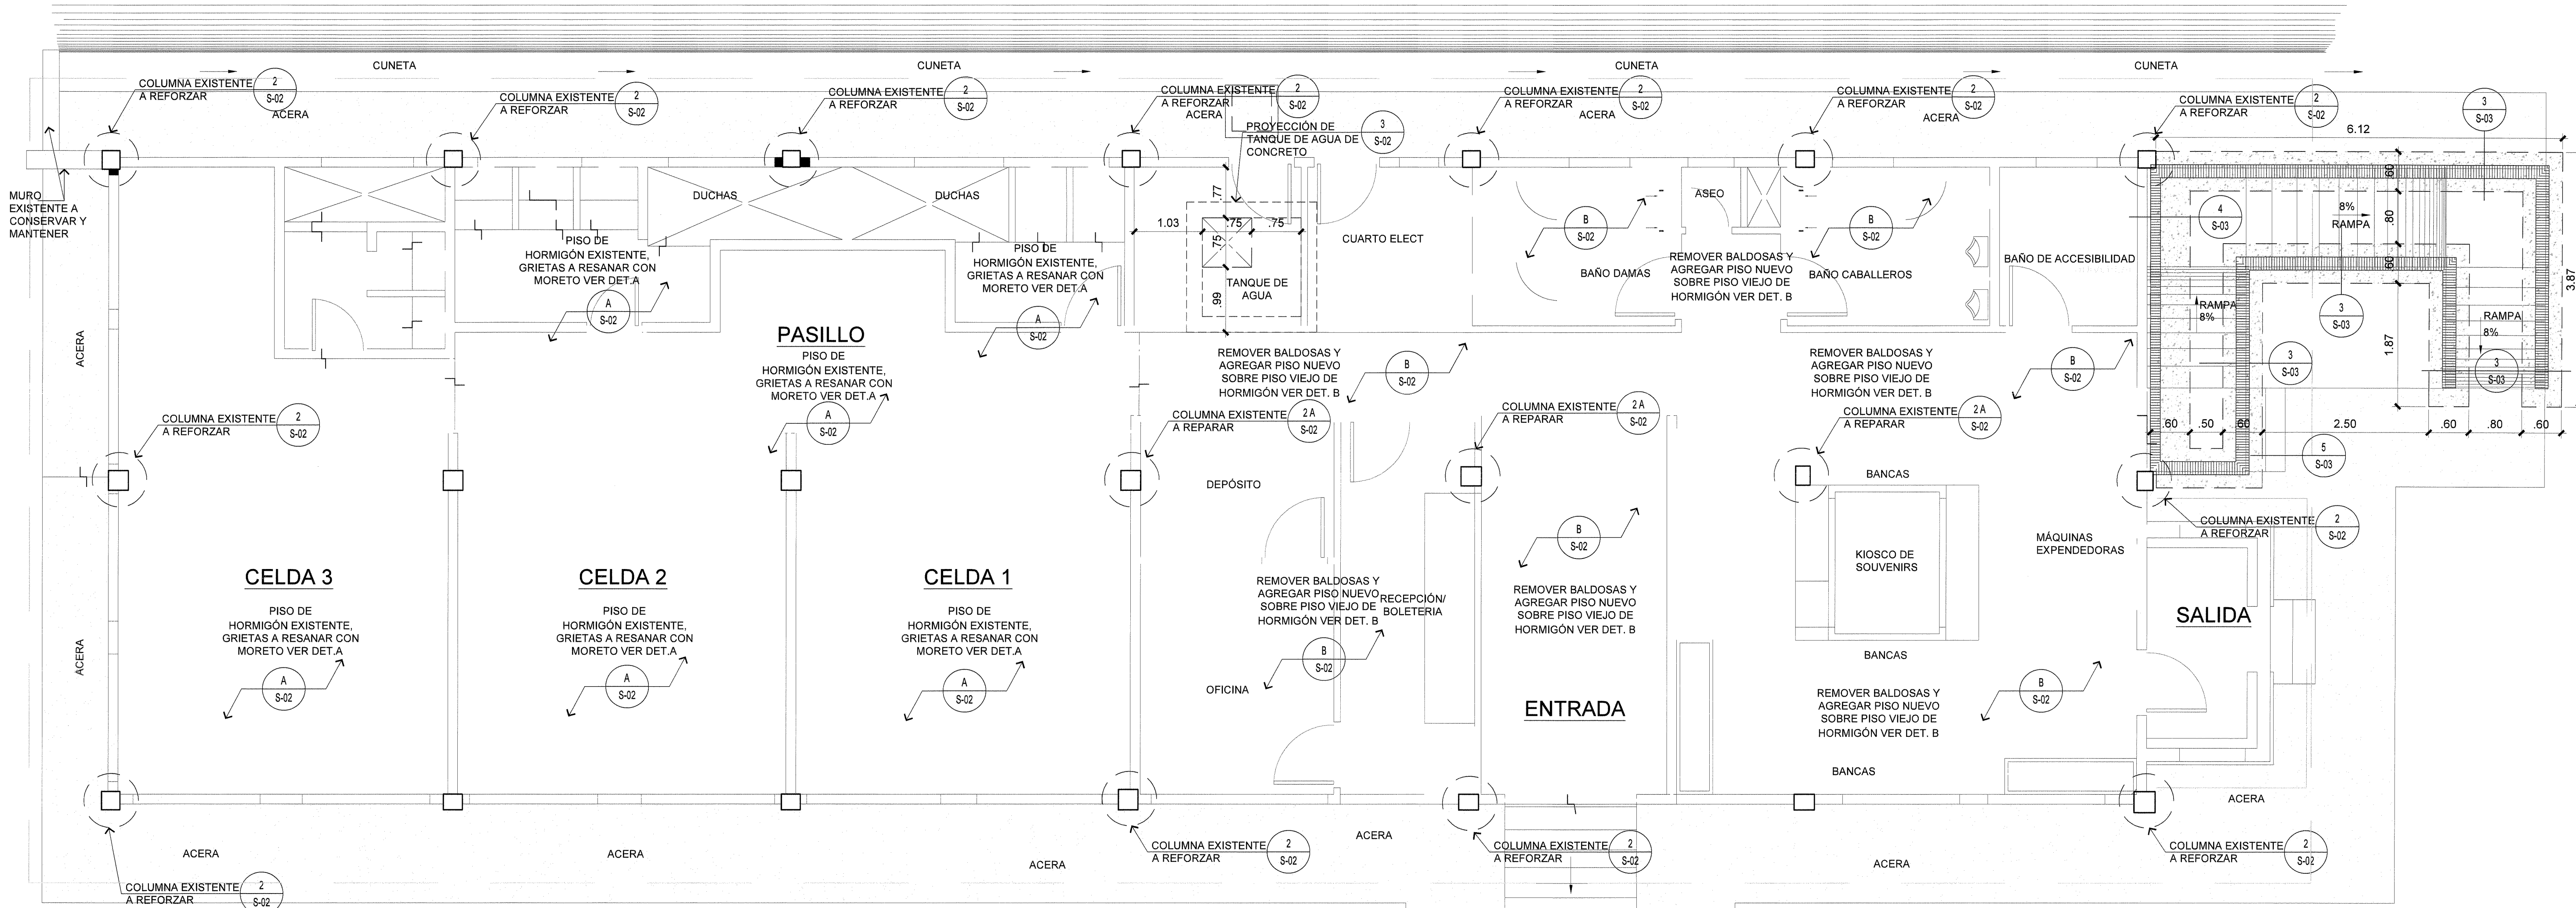 CUNETA
CUNETA
CUNETA
CUNETA
COLUMNA EXISTENTE
A REFORZAR
2
S-02
ACERA
COLUMNA EXISTENTE
A REFORZAR
2
S-02
COLUMNA EXISTENTE
A REFORZAR
2
S-02
COLUMNA EXISTENTE
A REFORZAR
2
S-02
ACERA
COLUMNA EXISTENTE
A REFORZAR
2
S-02
ACERA
COLUMNA EXISTENTE
A REFORZAR
2
S-02
ACERA
COLUMNA EXISTENTE
A REFORZAR
2
S-02
3
S-03
6.12
PROYECCIÓN DE
TANQUE DE AGUA DE
CONCRETO
3
S-02
MURO
EXISTENTE A
CONSERVAR Y
MANTENER
DUCHAS
DUCHAS
.77
1.03
.75
.75
.75
.99
TANQUE DE
AGUA
CUARTO ELECT
B
S-02
BAÑO DAMAS
ASEO
B
S-02
BAÑO CABALLEROS
REMOVER BALDOSAS Y
AGREGAR PISO NUEVO
SOBRE PISO VIEJO DE
HORMIGÓN VER DET. B
BAÑO DE ACCESIBILIDAD
4
S-03
8%
RAMPA
.60
.80
.60
1.87
3.87
RAMPA
8%
3
S-03
RAMPA
8%
3
S-03
3
S-03
.60
.50
.60
2.50
.60
.80
.60
5
S-03
PISO DE
HORMIGÓN EXISTENTE,
GRIETAS A RESANAR CON
MORETO VER DET.A
A
S-02
PISO DE
HORMIGÓN EXISTENTE,
GRIETAS A RESANAR CON
MORETO VER DET.A
A
S-02
PASILLO
PISO DE
HORMIGÓN EXISTENTE,
GRIETAS A RESANAR CON
MORETO VER DET.A
A
S-02
ACERA
REMOVER BALDOSAS Y
AGREGAR PISO NUEVO
SOBRE PISO VIEJO DE
HORMIGÓN VER DET. B
B
S-02
REMOVER BALDOSAS Y
AGREGAR PISO NUEVO
SOBRE PISO VIEJO DE
HORMIGÓN VER DET. B
B
S-02
COLUMNA EXISTENTE
A REFORZAR
2
S-02
COLUMNA EXISTENTE
A REPARAR
2 A
S-02
COLUMNA EXISTENTE
A REPARAR
2 A
S-02
COLUMNA EXISTENTE
A REPARAR
2 A
S-02
DEPÓSITO
BANCAS
COLUMNA EXISTENTE
A REFORZAR
2
S-02
B
S-02
KIOSCO DE
SOUVENIRS
MÁQUINAS
EXPENDEDORAS
CELDA 3
PISO DE
HORMIGÓN EXISTENTE,
GRIETAS A RESANAR CON
MORETO VER DET.A
A
S-02
CELDA 2
PISO DE
HORMIGÓN EXISTENTE,
GRIETAS A RESANAR CON
MORETO VER DET.A
A
S-02
CELDA 1
PISO DE
HORMIGÓN EXISTENTE,
GRIETAS A RESANAR CON
MORETO VER DET.A
A
S-02
REMOVER BALDOSAS Y
AGREGAR PISO NUEVO
SOBRE PISO VIEJO DE
HORMIGÓN VER DET. B
RECEPCIÓN/
BOLETERIA
B
S-02
OFICINA
REMOVER BALDOSAS Y
AGREGAR PISO NUEVO
SOBRE PISO VIEJO DE
HORMIGÓN VER DET. B
ENTRADA
SALIDA
ACERA
BANCAS
REMOVER BALDOSAS Y
AGREGAR PISO NUEVO
SOBRE PISO VIEJO DE
HORMIGÓN VER DET. B
B
S-02
BANCAS
ACERA
ACERA
ACERA
ACERA
ACERA
ACERA
COLUMNA EXISTENTE
A REFORZAR
2
S-02
COLUMNA EXISTENTE
A REFORZAR
2
S-02
COLUMNA EXISTENTE
A REFORZAR
2
S-02
COLUMNA EXISTENTE
A REFORZAR
2
S-02